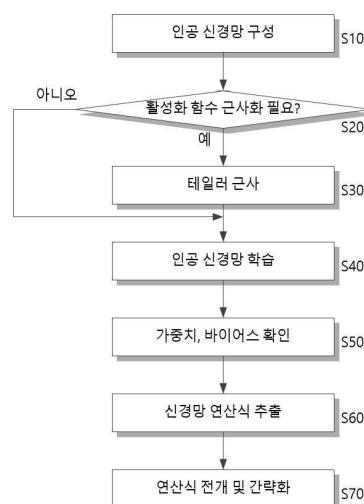 인공 신경망 구성
S10
아니오
활성화 함수 근사화 필요?
S20
예
테일러 근사
S30
인공 신경망 학습
S40
가중치, 바이어스 확인
S50
신경망 연산식 추출
S60
연산식 전개 및 간략화
S70